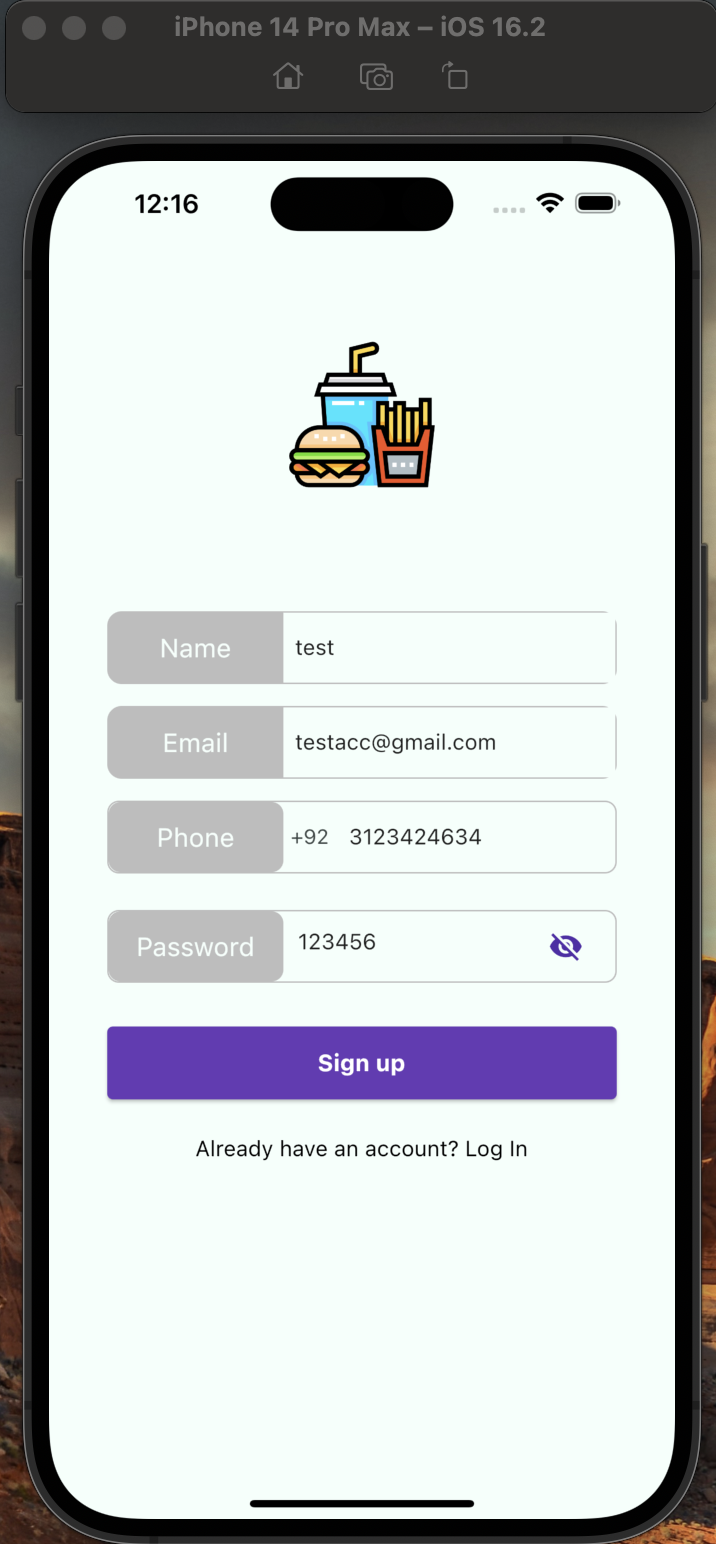 iPhone 14 Pro Max – iOS 16.2
12:16
Name test
Email testacc@gmail.com
Phone +92 3123424634
Password 123456
Sign up
Already have an account? Log In